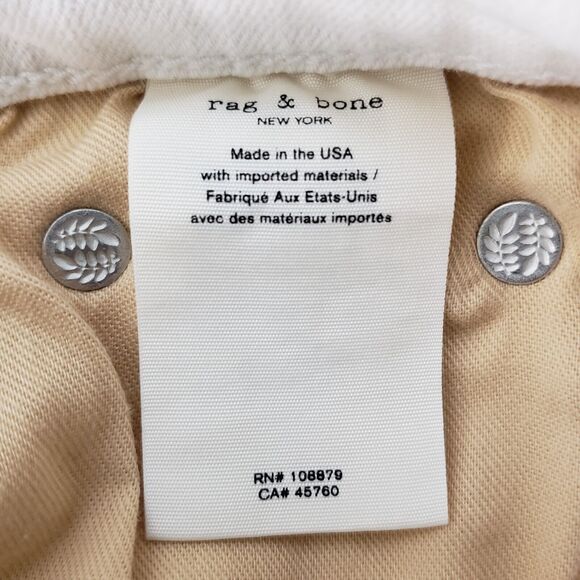 rag & bone
NEW YORK
Made in the USA
with imported materials /
Fabriqué Aux Etats-Unis
avec des matériaux importés
RN# 108879
CA# 45760